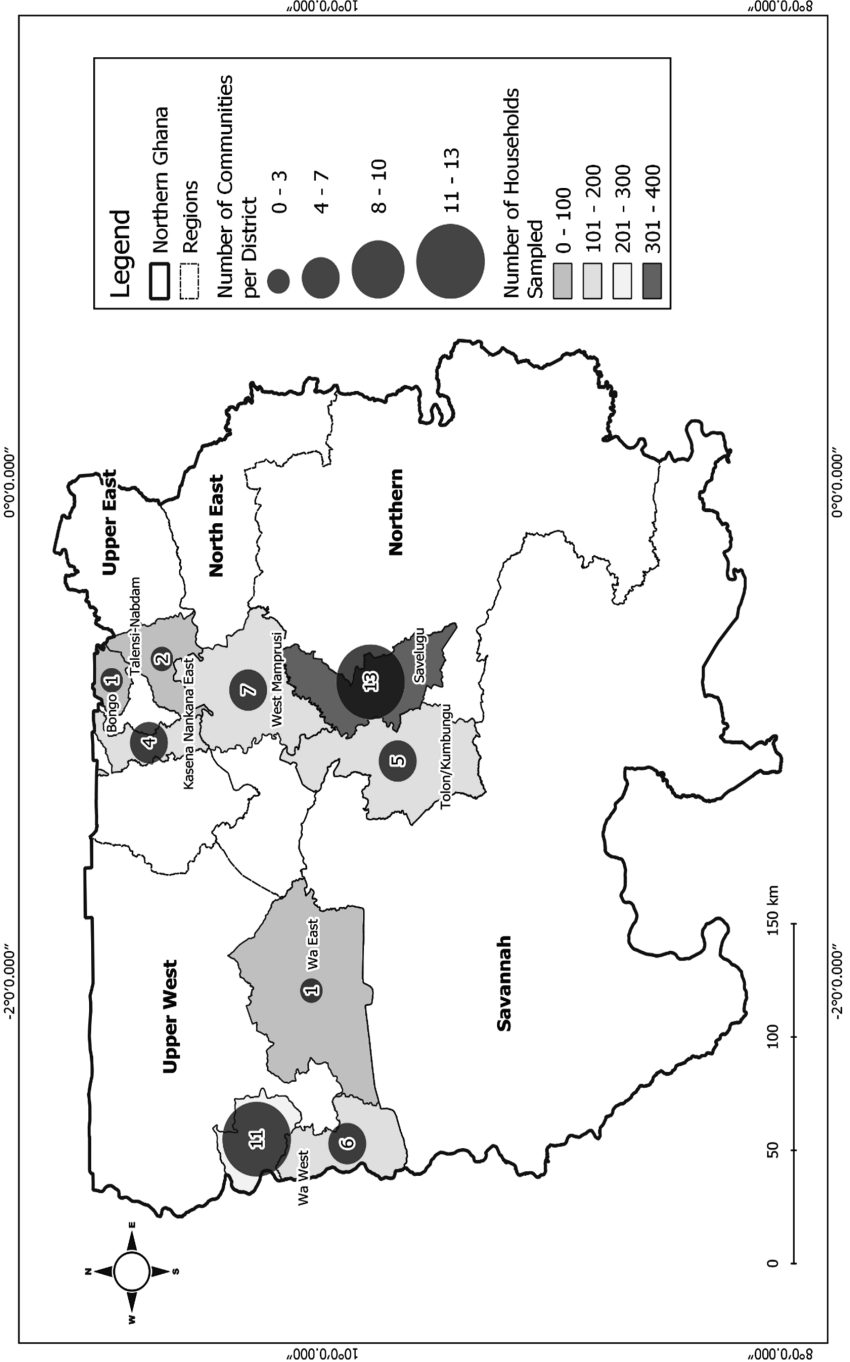 -2°0'0.000"
0°0'0.000"
10°0'0.000"
10°0'0.000"
8°0'0.000"
8°0'0.000"
-2°0'0.000"
0°0'0.000"
N
W
E
S
Upper West
Upper East
North East
Northern
Savannah
Bongo
1
Talensi-Nabdam
2
4
Kasena Nankana East
7
West Mamprusi
13
Savelugu
5
Tolon/Kumbungu
1
Wa East
11
Wa West
6
0
50
100
150 km
Legend
Northern Ghana
Regions
Number of Communities
per District
0 - 3
4 - 7
8 - 10
11 - 13
Number of Households
Sampled
0 - 100
101 - 200
201 - 300
301 - 400